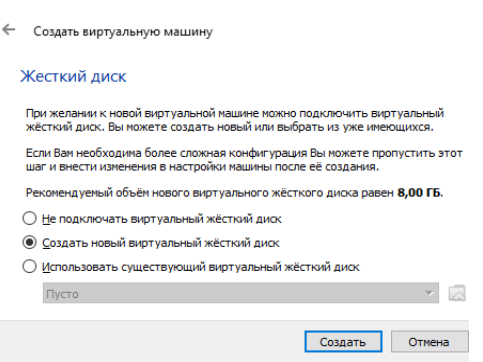 Создать виртуальную машину
Жесткий диск
При желании к новой виртуальной машине можно подключить виртуальный
жёсткий диск. Вы можете создать новый или выбрать из уже имеющихся.
Если Вам необходима более сложная конфигурация Вы можете пропустить этот
шаг и внести изменения в настройки машины после её создания.
Рекомендуемый объём нового виртуального жёсткого диска равен 8,00 ГБ.
Не подключать виртуальный жёсткий диск
Создать новый виртуальный жёсткий диск
Использовать существующий виртуальный жёсткий диск
Пусто
Создать Отмена